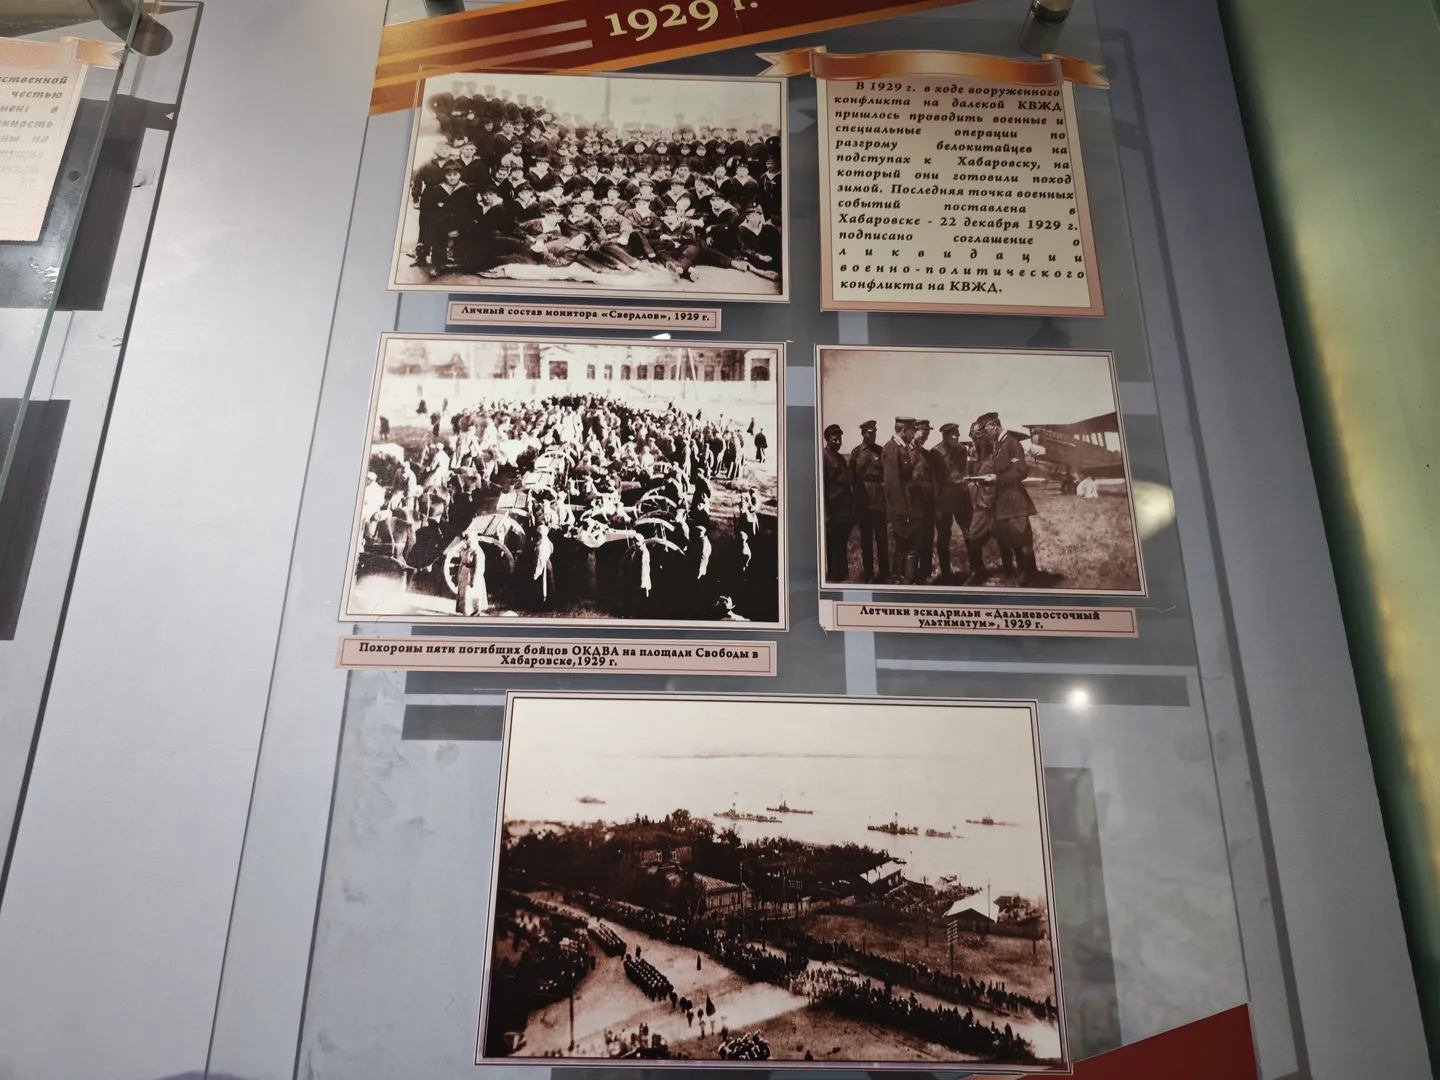 1929 г.
ственной
честью
В 1929 г. в ходе вооруженного
конфликта на далекой КВЖД
пришлось проводить военные и
специальные операции по
разгрому белокитайцев на
подступах к Хабаровску, на
который они готовили поход
зимой. Последняя точка военных
событий поставлена в
Хабаровске - 22 декабря 1929 г.
подписано соглашение о
ликвидации
военно-политического
конфликта на КВЖД.
Личный состав монитора «Свердлов», 1929 г.
Летчики эскадрильи «Дальневосточный
ультиматум», 1929 г.
Похороны пяти погибших бойцов ОКДВА на площади Свободы в
Хабаровске,1929 г.